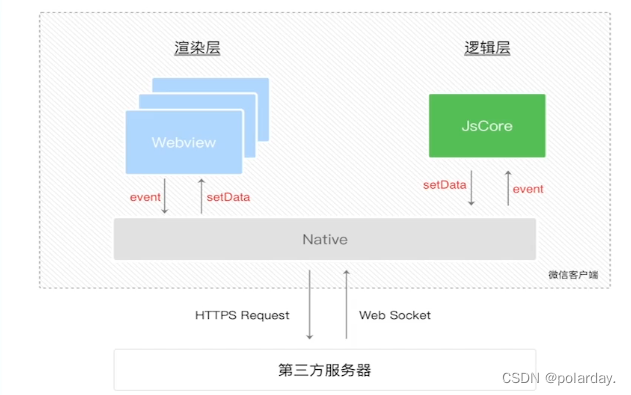 渲染层
逻辑层
Webview
JsCore
event
setData
setData
event
Native
微信客户端
HTTPS Request
Web Socket
第三方服务器
CSDN @polarday.